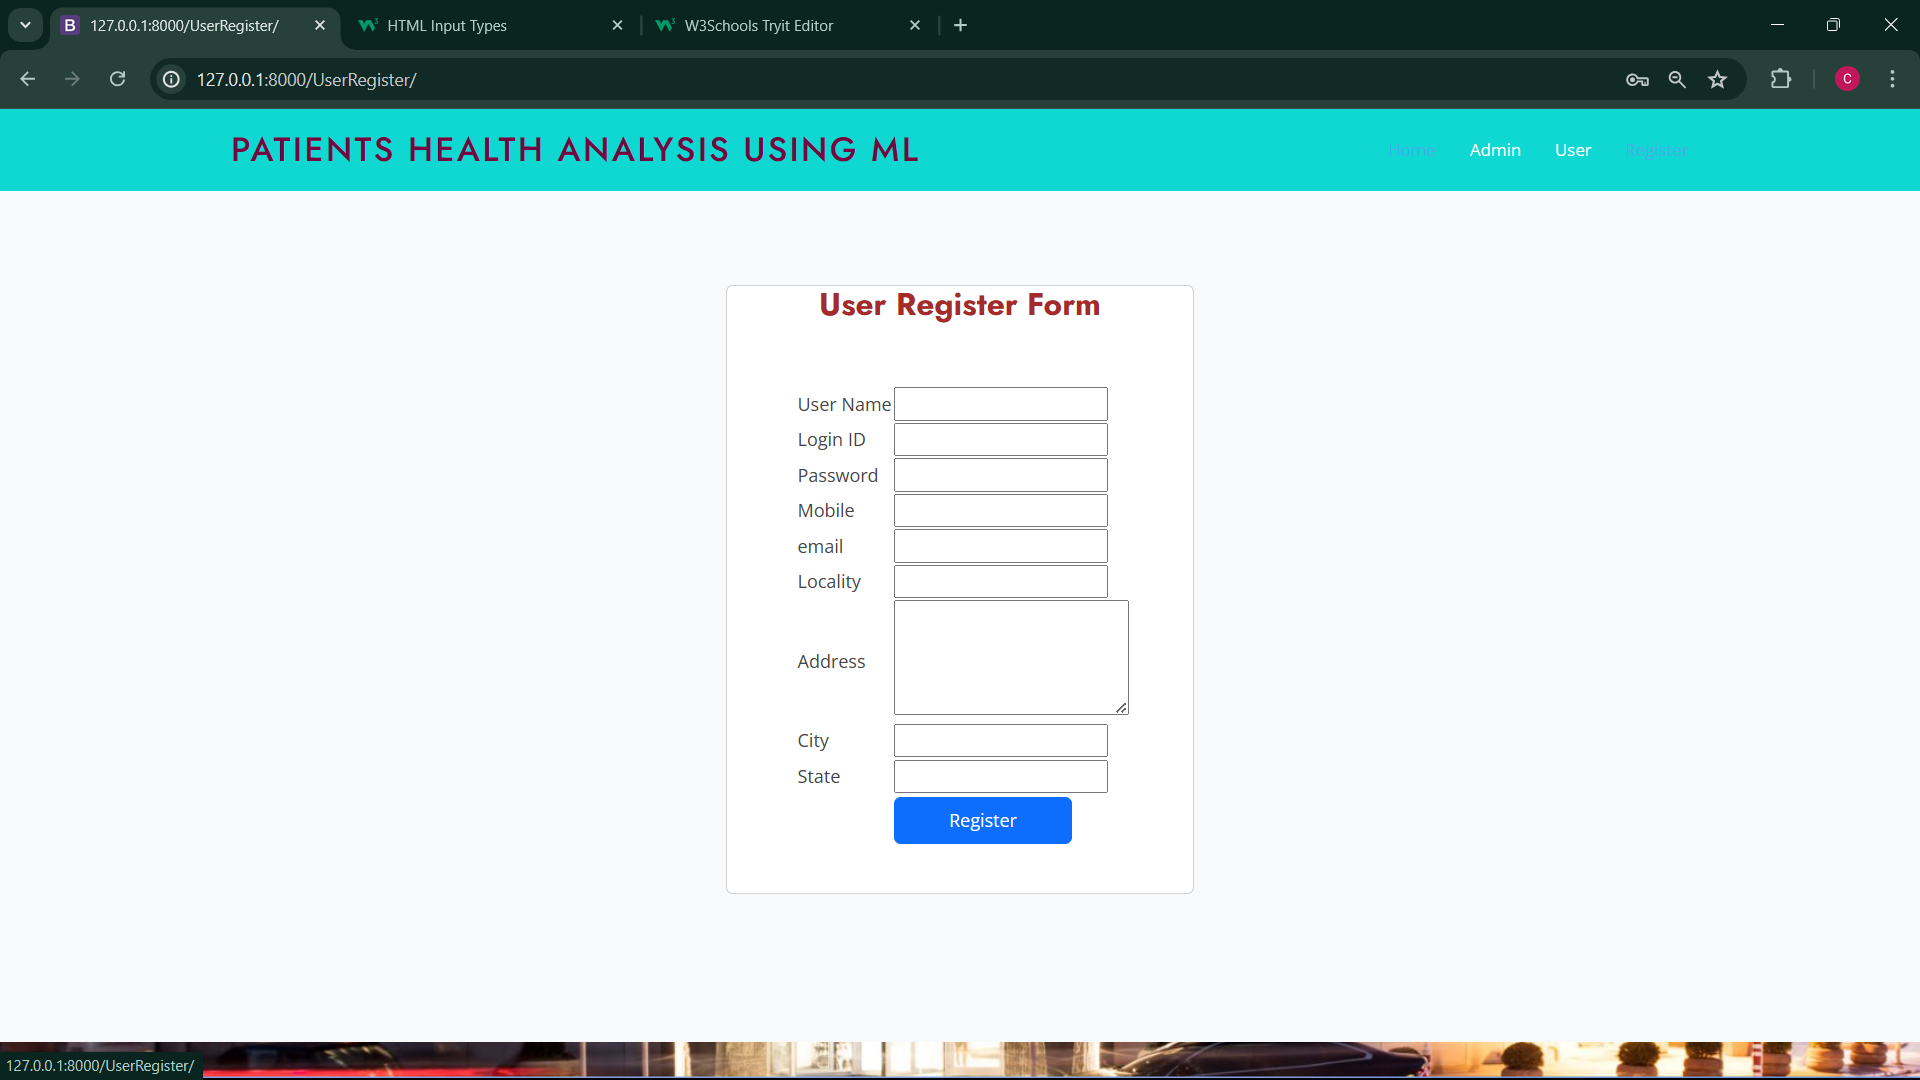 127.0.0.1:8000/UserRegister/
HTML Input Types
W3Schools Tryit Editor
127.0.0.1:8000/UserRegister/
C
PATIENTS HEALTH ANALYSIS USING ML
Home Admin User Register
User Register Form
User Name
Login ID
Password
Mobile
email
Locality
Address
City
State
Register
127.0.0.1:8000/UserRegister/